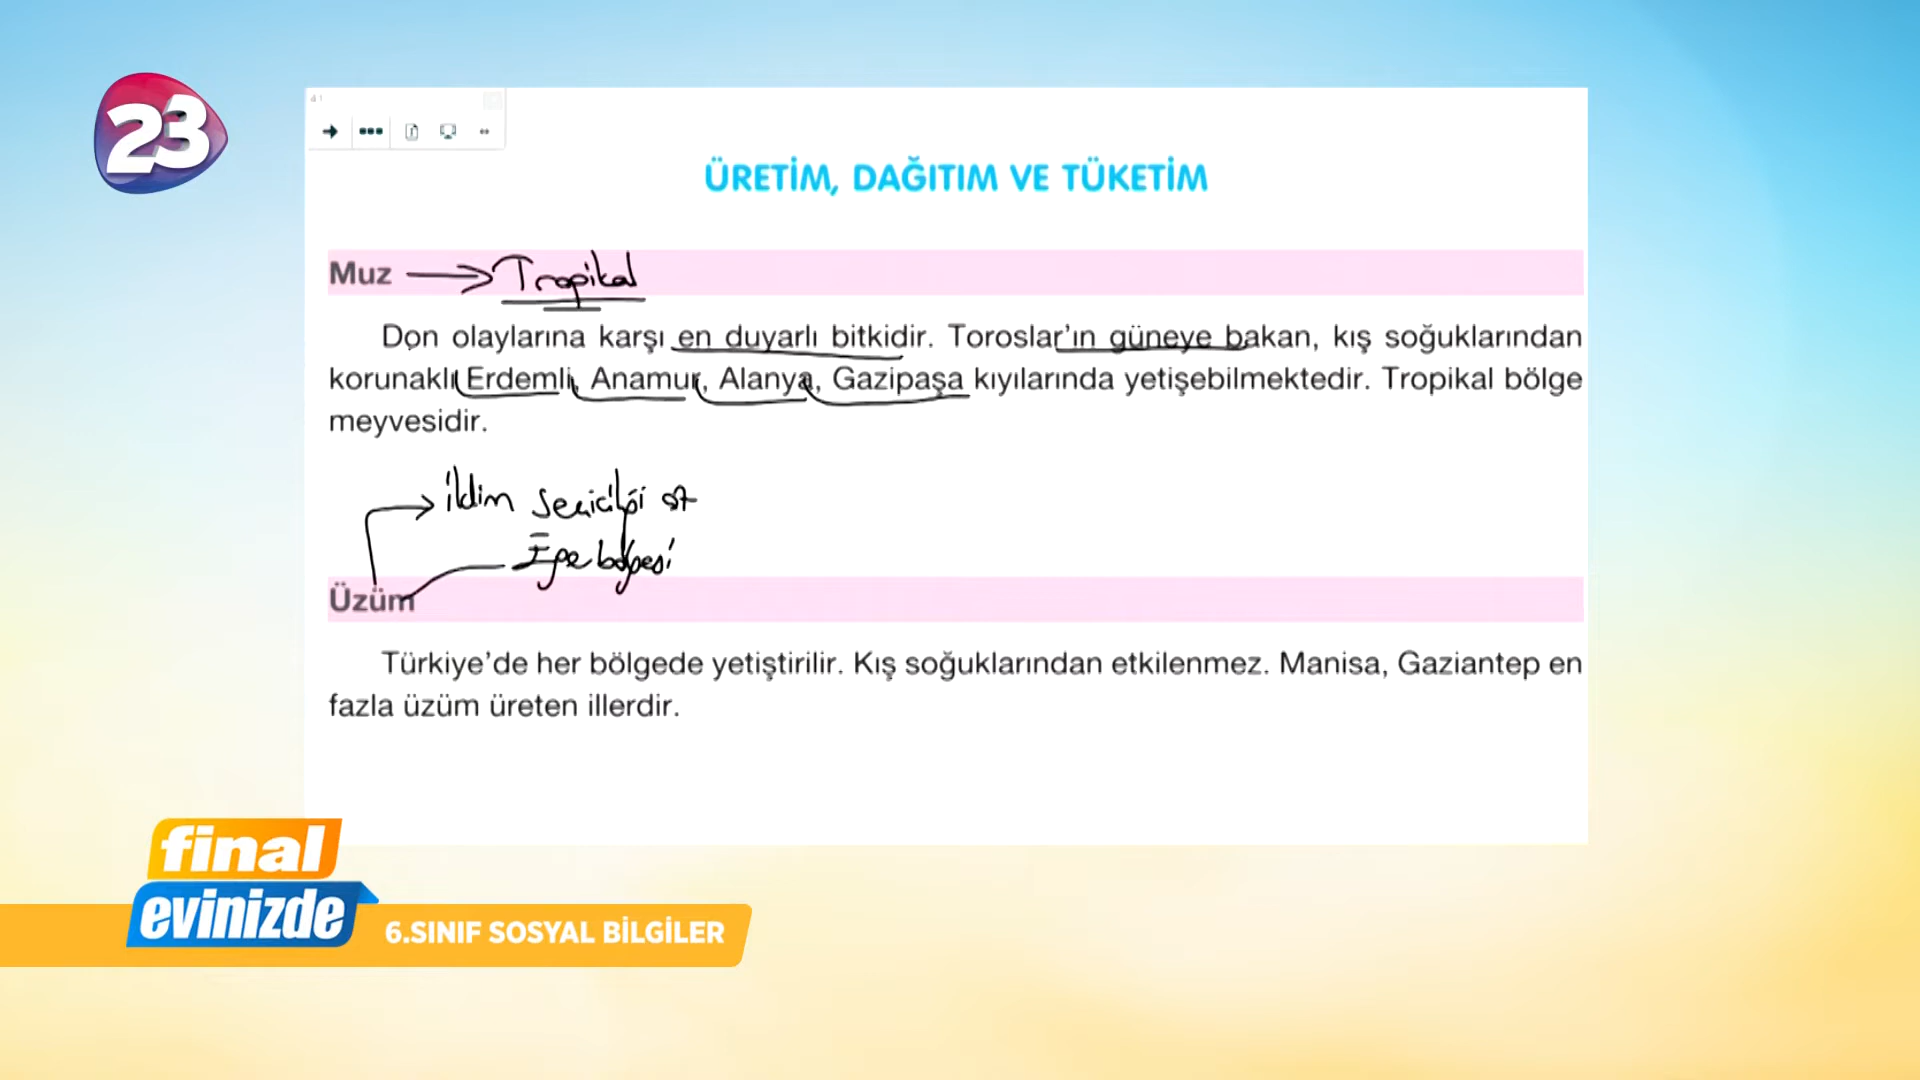 23
ÜRETİM, DAĞITIM VE TÜKETİM
Muz → Tropikal
Don olaylarına karşı en duyarlı bitkidir. Toroslar'ın güneye bakan, kış soğuklarından
korunaklı Erdemli, Anamur, Alanya, Gazipaşa kıyılarında yetişebilmektedir. Tropikal bölge
meyvesidir.
İklim seçiciliği
Ege bölgesi
Üzüm
Türkiye'de her bölgede yetiştirilir. Kış soğuklarından etkilenmez. Manisa, Gaziantep en
fazla üzüm üreten illerdir.
final
evinizde
6.SINIF SOSYAL BİLGİLER